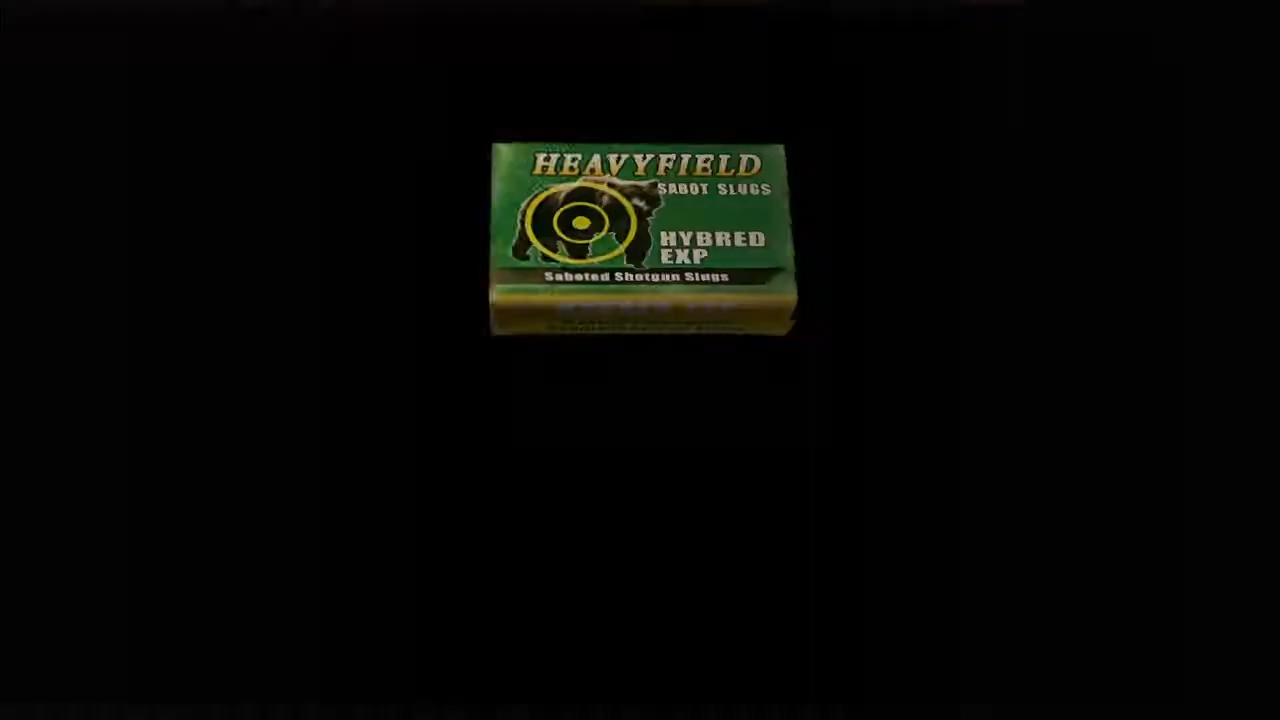 HEAVYFIELD
SABOT SLUGS
HYBRED
EXP
Saboted Shotgun Slugs